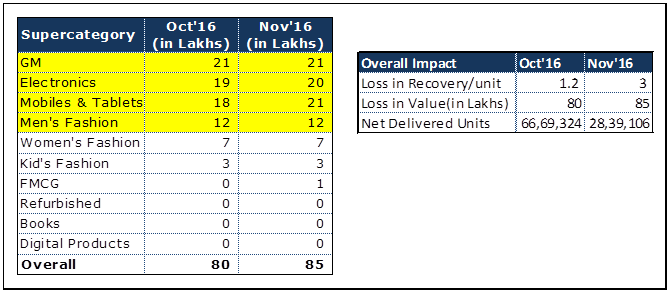 Supercategory Oct'16 (in Lakhs) Nov'16 (in Lakhs)
GM 21 21
Electronics 19 20
Mobiles & Tablets 18 21
Men's Fashion 12 12
Women's Fashion 7 7
Kid's Fashion 3 3
FMCG 0 1
Refurbished 0 0
Books 0 0
Digital Products 0 0
Overall 80 85
Overall Impact Oct'16 Nov'16
Loss in Recovery/unit 1.2 3
Loss in Value(in Lakhs) 80 85
Net Delivered Units 66,69,324 28,39,106